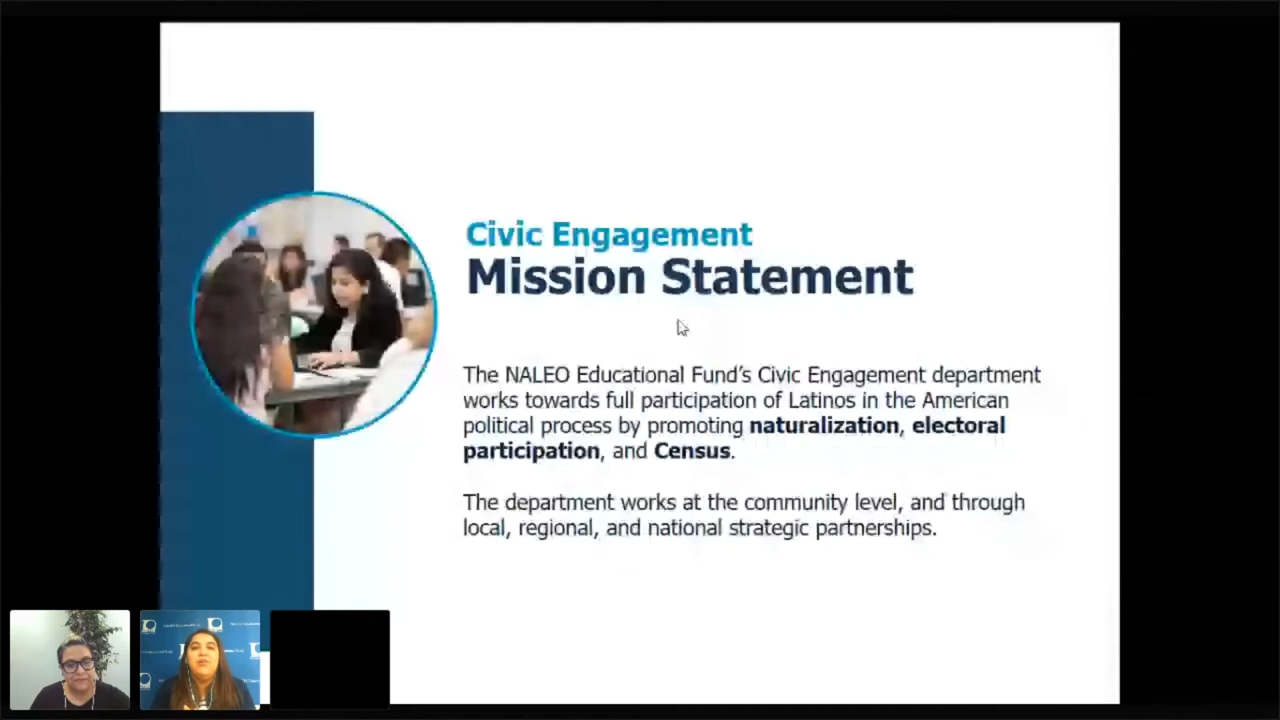 Civic Engagement
Mission Statement
The NALEO Educational Fund's Civic Engagement department
works towards full participation of Latinos in the American
political process by promoting naturalization, electoral
participation, and Census.
The department works at the community level, and through
local, regional, and national strategic partnerships.